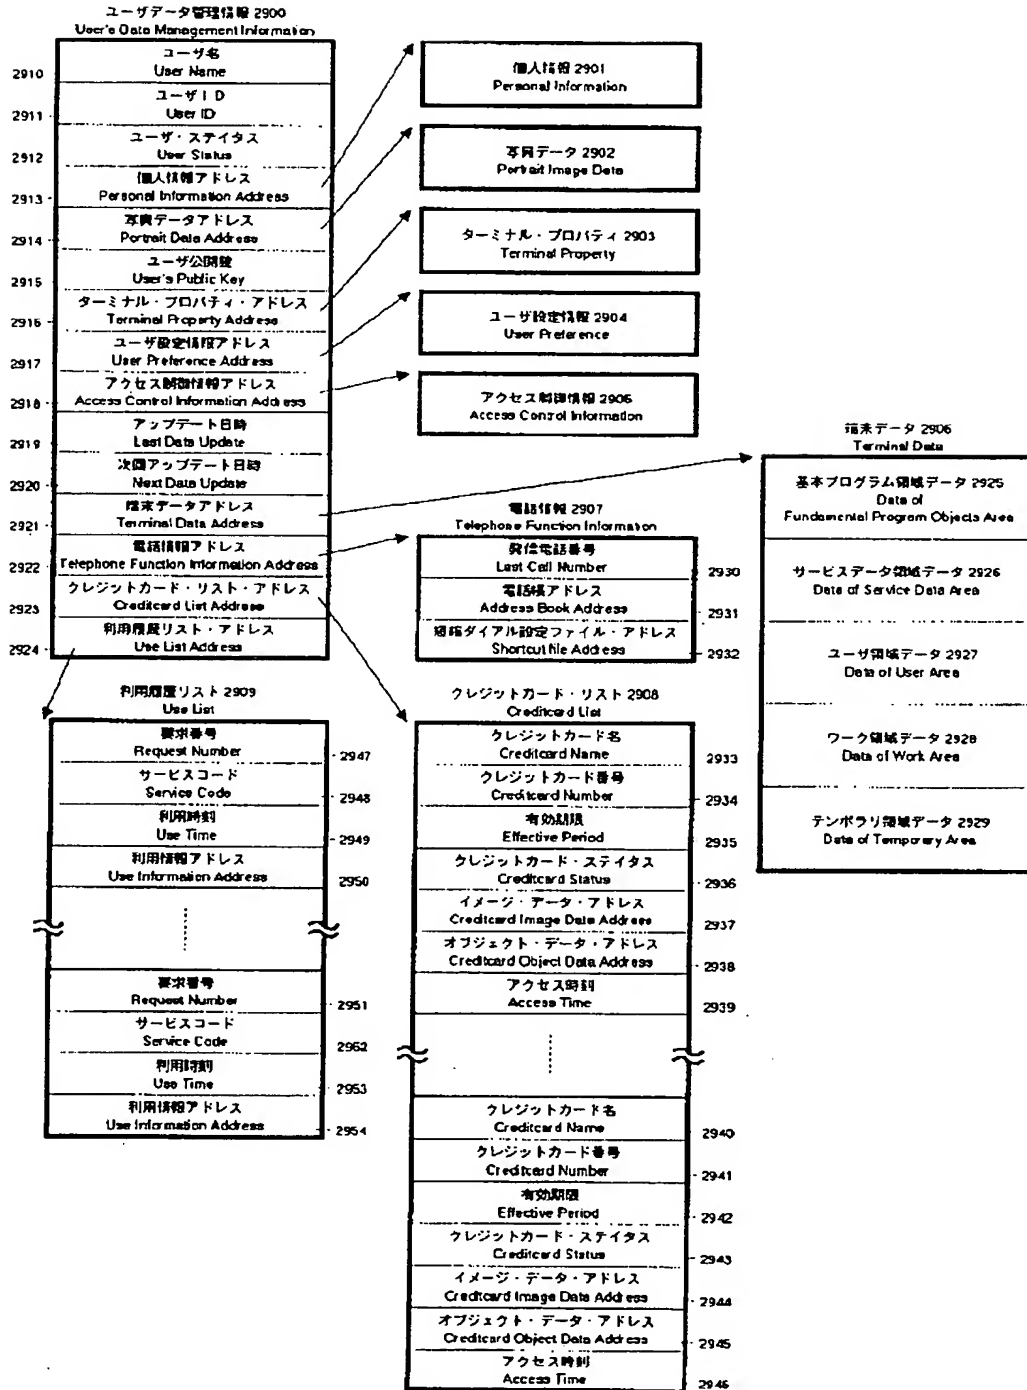 ユーザデータ管理情報 2900
User's Data Management Information
ユーザ名
User Name
2910
ユーザID
User ID
2911
ユーザ・ステイタス
User Status
2912
個人情報アドレス
Personal Information Address
2913
写真データアドレス
Portrait Data Address
2914
ユーザ公開鍵
User's Public Key
2915
ターミナル・プロパティ・アドレス
Terminal Property Address
2916
ユーザ設定情報アドレス
User Preference Address
2917
アクセス制御情報アドレス
Access Control Information Address
2918
アップデート日時
Last Data Update
2919
次回アップデート日時
Next Data Update
2920
端末データアドレス
Terminal Data Address
2921
電話情報アドレス
Telephone Function Information Address
2922
クレジットカード・リスト・アドレス
Creditcard List Address
2923
利用履歴リスト・アドレス
Use List Address
2924
個人情報 2901
Personal Information
写真データ 2902
Portrait Image Data
ターミナル・プロパティ 2903
Terminal Property
ユーザ設定情報 2904
User Preference
アクセス制御情報 2905
Access Control Information
端末データ 2906
Terminal Data
基本プログラム領域データ 2925
Data of
Fundamental Program Objects Area
サービスデータ領域データ 2926
Data of Service Data Area
ユーザ領域データ 2927
Data of User Area
ワーク領域データ 2928
Data of Work Area
テンポラリ領域データ 2929
Data of Temporary Area
電話情報 2907
Telephone Function Information
発信電話番号
Last Call Number
2930
電話帳アドレス
Address Book Address
2931
短縮ダイアル設定ファイル・アドレス
Shortcut file Address
2932
利用履歴リスト 2909
Use List
要求番号
Request Number
2947
サービスコード
Service Code
2948
利用時刻
Use Time
2949
利用情報アドレス
Use Information Address
2950
要求番号
Request Number
2951
サービスコード
Service Code
2952
利用時刻
Use Time
2953
利用情報アドレス
Use Information Address
2954
クレジットカード・リスト 2908
Creditcard List
クレジットカード名
Creditcard Name
2933
クレジットカード番号
Creditcard Number
2934
有効期限
Effective Period
2935
クレジットカード・ステイタス
Creditcard Status
2936
イメージ・データ・アドレス
Creditcard Image Data Address
2937
オブジェクト・データ・アドレス
Creditcard Object Data Address
2938
アクセス時刻
Access Time
2939
クレジットカード名
Creditcard Name
2940
クレジットカード番号
Creditcard Number
2941
有効期限
Effective Period
2942
クレジットカード・ステイタス
Creditcard Status
2943
イメージ・データ・アドレス
Creditcard Image Data Address
2944
オブジェクト・データ・アドレス
Creditcard Object Data Address
2945
アクセス時刻
Access Time
2946